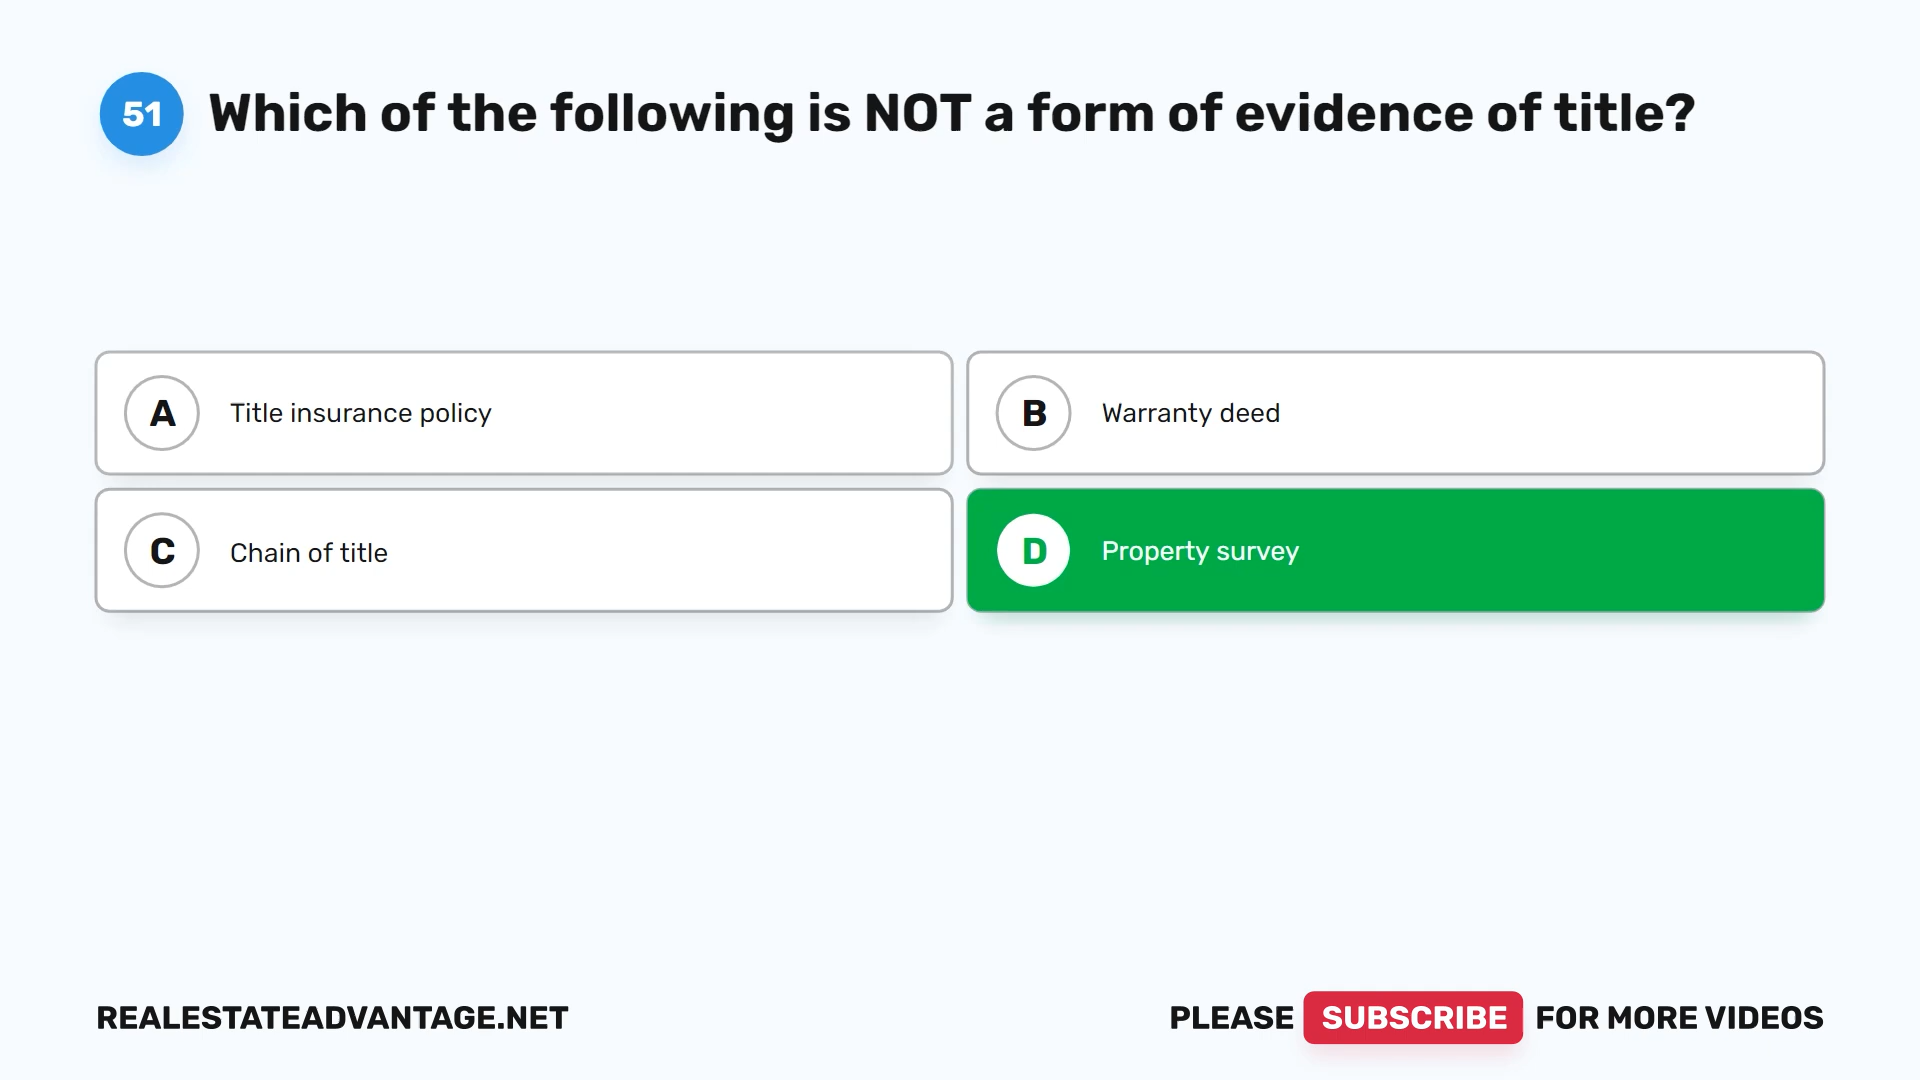 51 Which of the following is NOT a form of evidence of title?
A Title insurance policy
B Warranty deed
C Chain of title
D Property survey
REALESTATEADVANTAGE.NET
PLEASE SUBSCRIBE FOR MORE VIDEOS